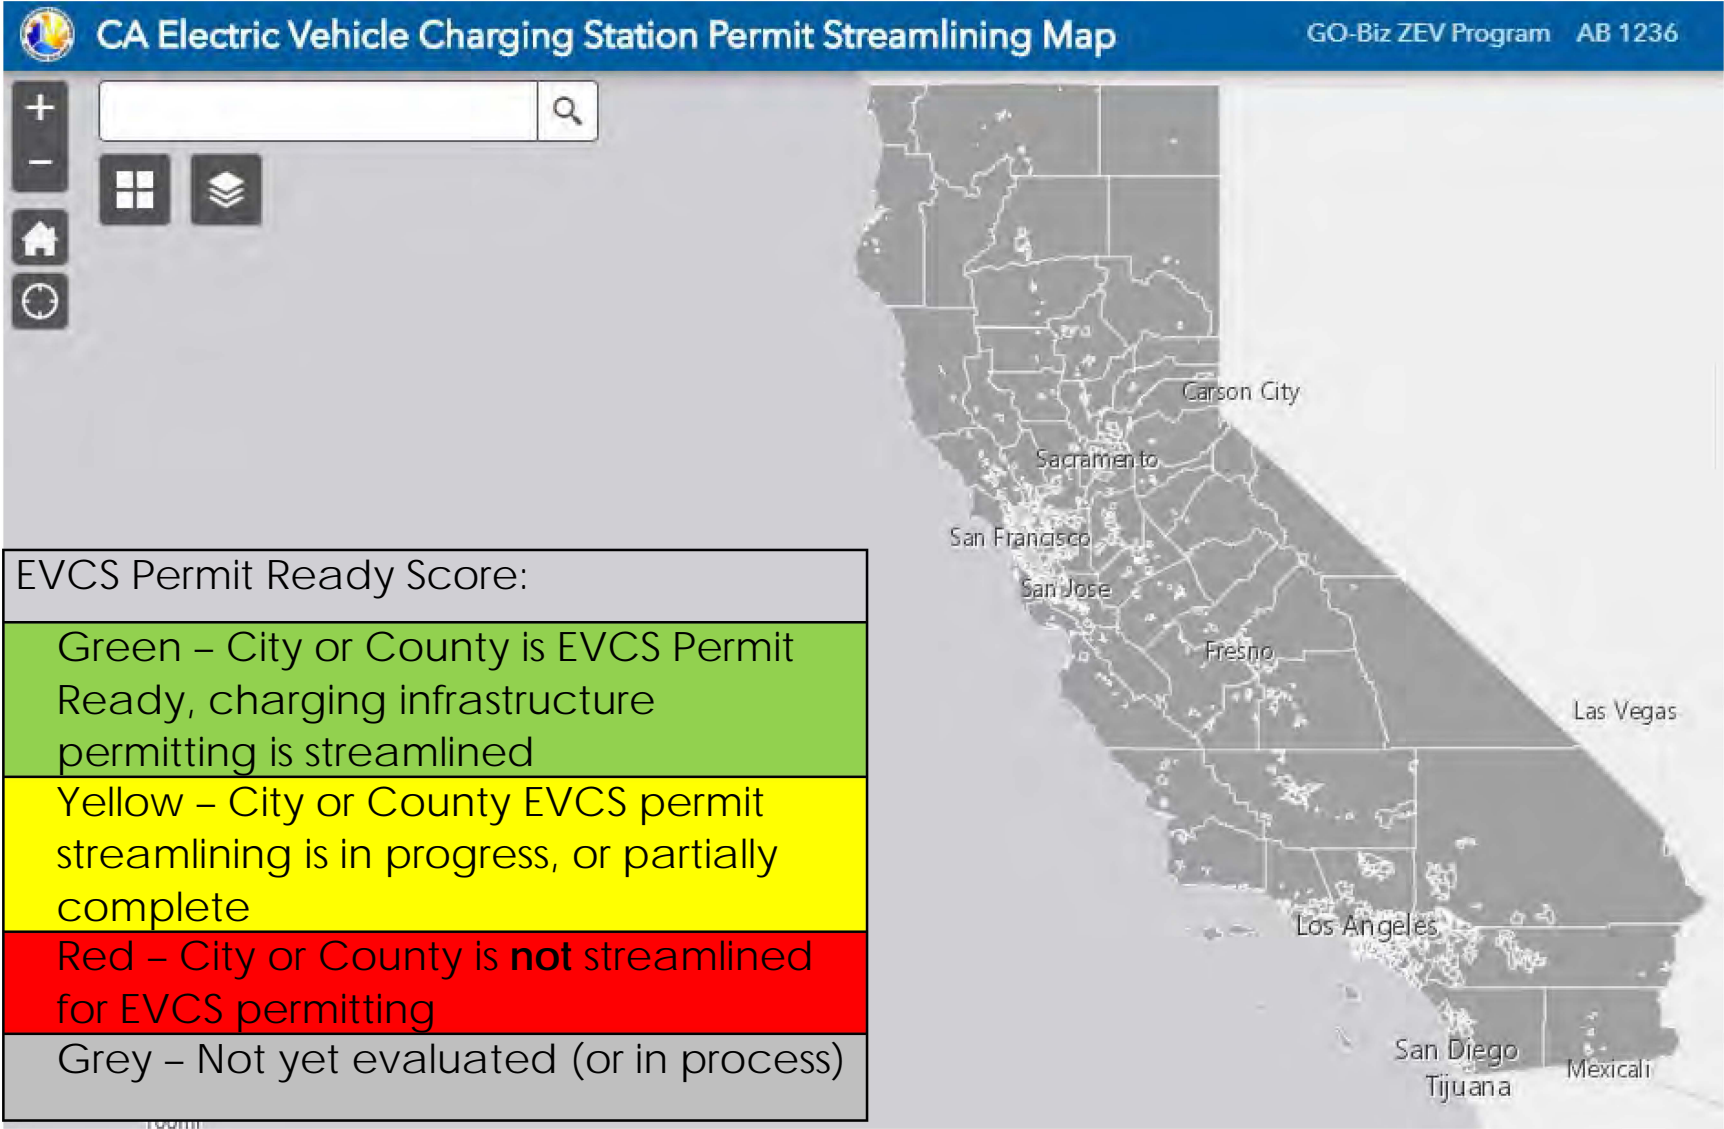 CA Electric Vehicle Charging Station Permit Streamlining Map
GO-Biz ZEV Program AB 1236
Carson City
Sacramento
San Francisco
San Jose
Fresno
Las Vegas
Los Angeles
San Diego
Tijuana
Mexicali
EVCS Permit Ready Score:
Green – City or County is EVCS Permit
Ready, charging infrastructure
permitting is streamlined
Yellow – City or County EVCS permit
streamlining is in progress, or partially
complete
Red – City or County is not streamlined
for EVCS permitting
Grey – Not yet evaluated (or in process)